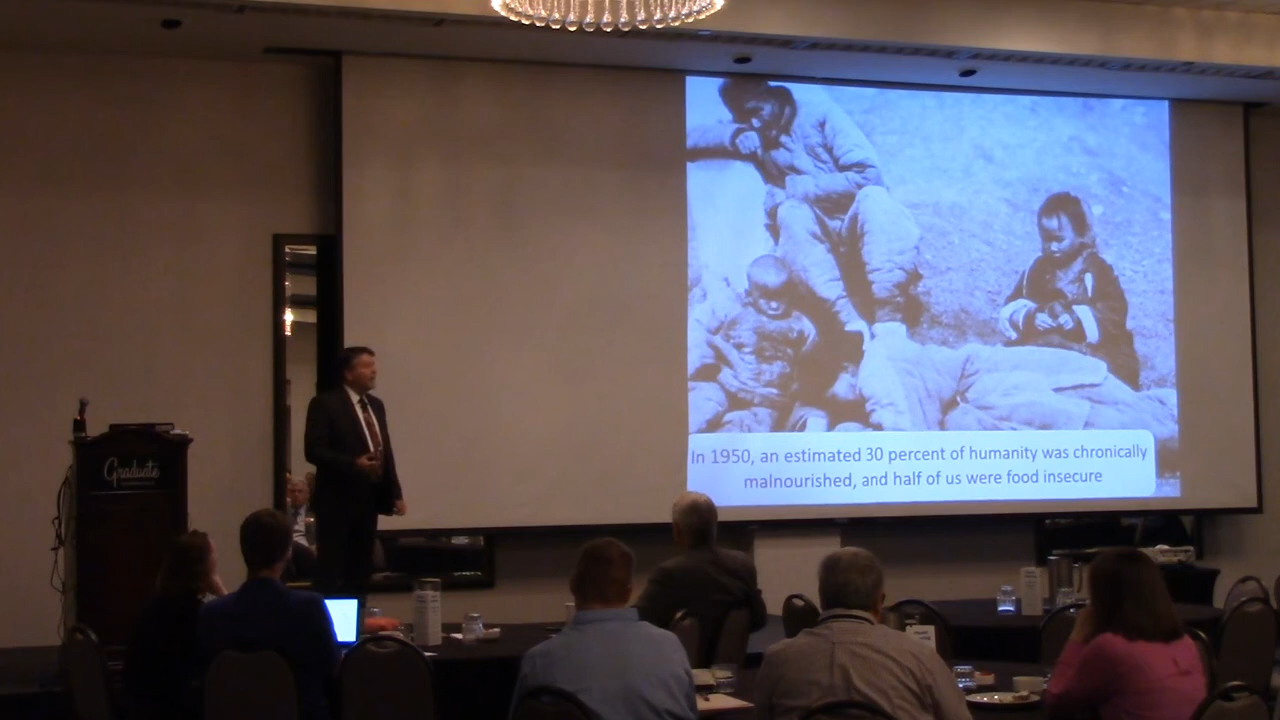 Graduate
In 1950, an estimated 30 percent of humanity was chronically
malnourished, and half of us were food insecure